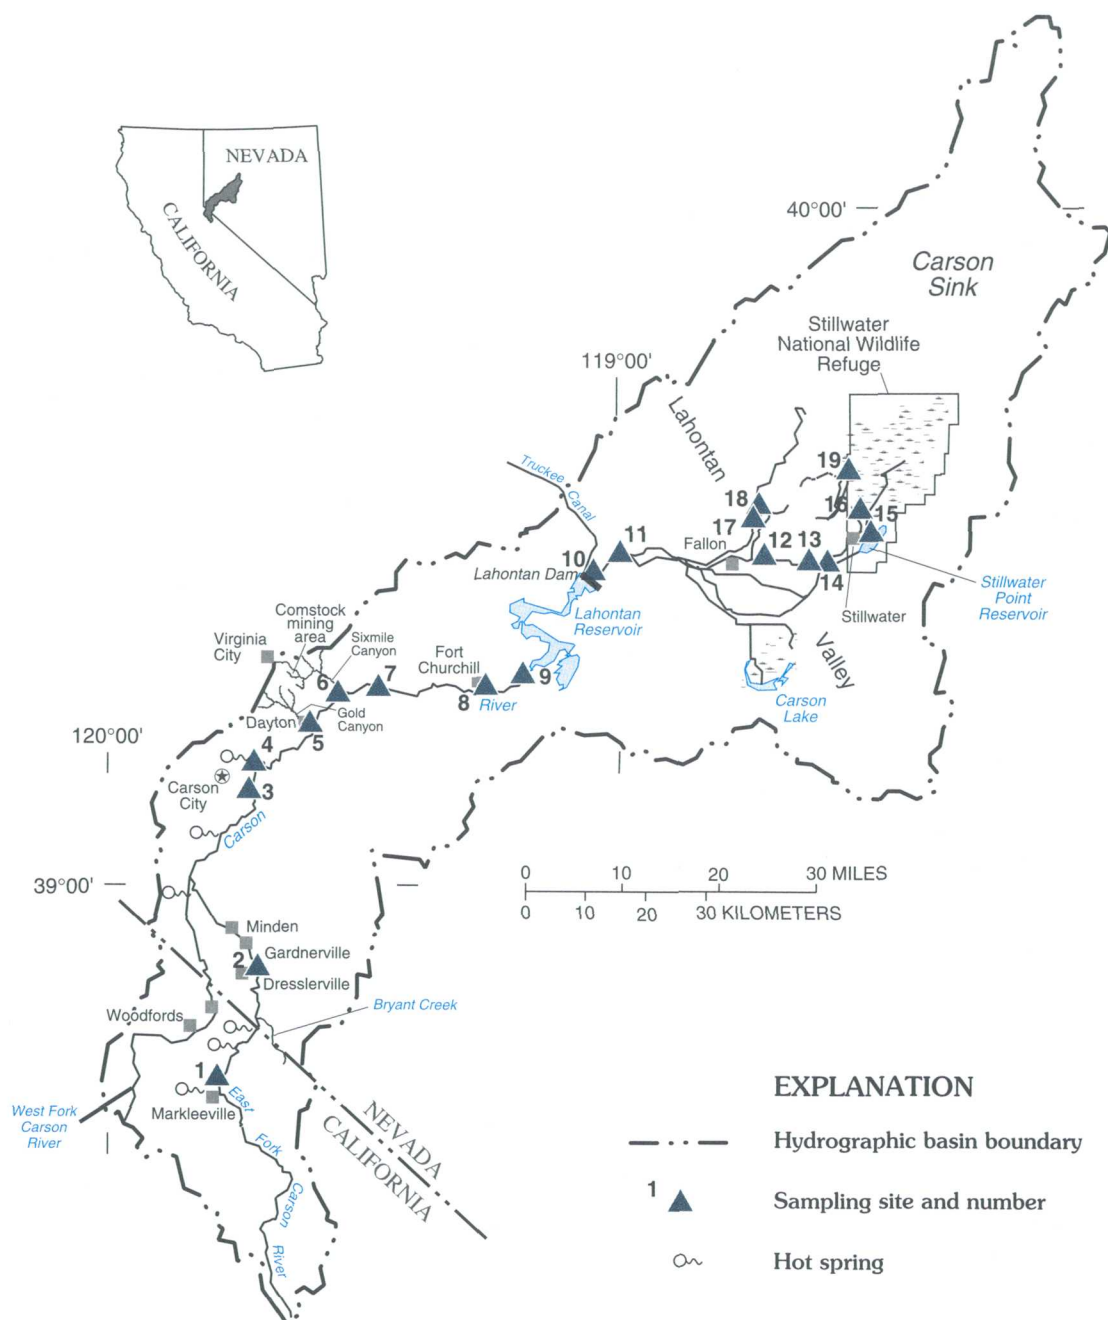 NEVADA
CALIFORNIA
40°00'
Carson
Sink
Stillwater
National Wildlife
Refuge
119°00'
Lahontan
Truckee Canal
19
18
17
16
15
Fallon
12
13
14
11
10
Lahontan Dam
Lahontan
Reservoir
Stillwater
Point
Reservoir
Stillwater
Valley
Carson
Lake
Comstock
mining
area
Virginia
City
Sixmile
Canyon
Fort
Churchill
6
7
8
9
River
Dayton
Gold
Canyon
5
120°00'
4
Carson
City
3
Carson
39°00'
0 10 20 30 MILES
0 10 20 30 KILOMETERS
Minden
Gardnerville
2
Dresslerville
Bryant Creek
Woodfords
1
Markleeville
West Fork
Carson
River
East
Fork
Carson
River
NEVADA
CALIFORNIA
EXPLANATION
Hydrographic basin boundary
1 Sampling site and number
Hot spring